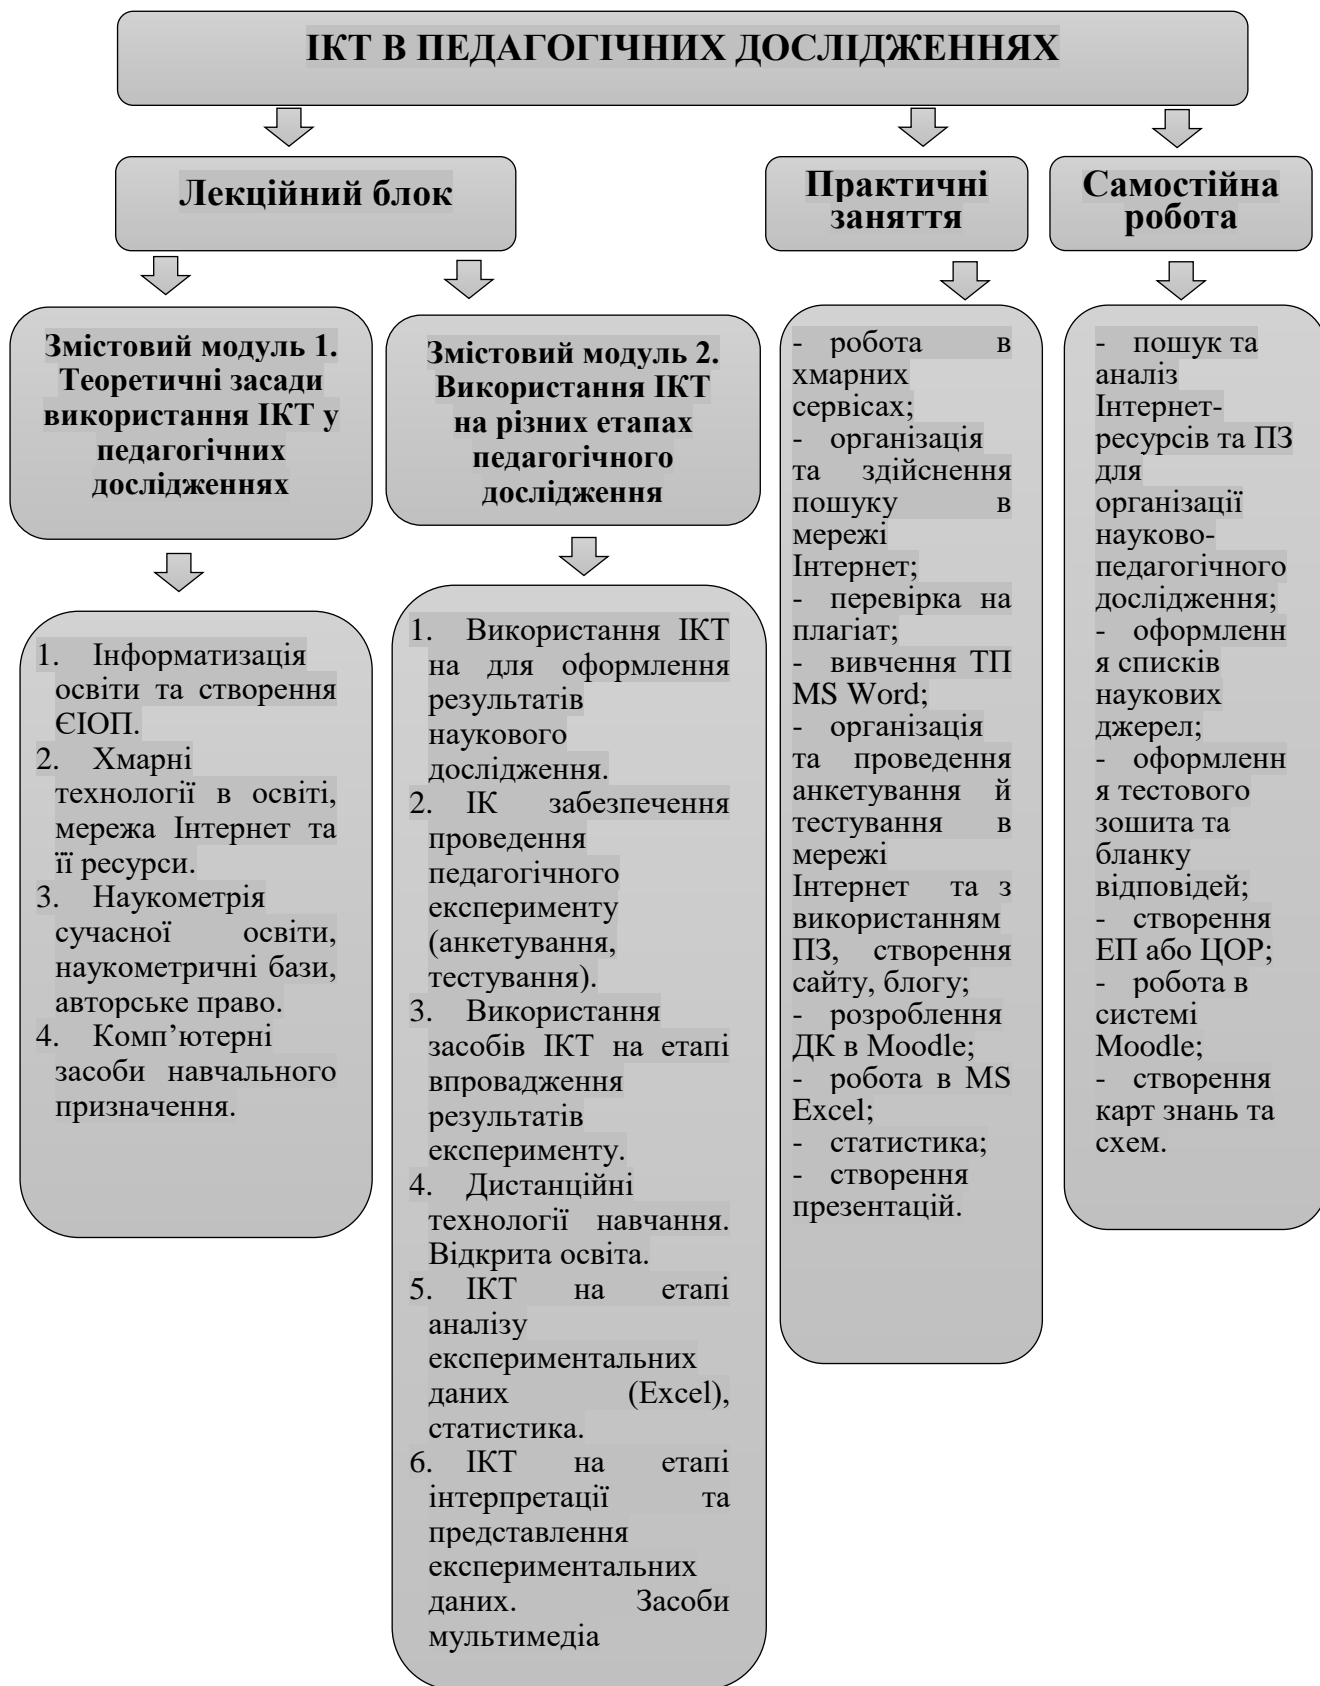 ІКТ В ПЕДАГОГІЧНИХ ДОСЛІДЖЕННЯХ
Лекційний блок
Практичні
заняття
Самостійна
робота
Змістовий модуль 1.
Теоретичні засади
використання ІКТ у
педагогічних
дослідженнях
Змістовий модуль 2.
Використання ІКТ
на різних етапах
педагогічного
дослідження
1. Інформатизація
освіти та створення
ЄІОП.
2. Хмарні
технології в освіті,
мережа Інтернет та
її ресурси.
3. Наукометрія
сучасної освіти,
наукометричні бази,
авторське право.
4. Комп’ютерні
засоби навчального
призначення.
1. Використання ІКТ
на для оформлення
результатів
наукового
дослідження.
2. ІК забезпечення
проведення
педагогічного
експерименту
(анкетування,
тестування).
3. Використання
засобів ІКТ на етапі
впровадження
результатів
експерименту.
4. Дистанційні
технології навчання.
Відкрита освіта.
5. ІКТ на етапі
аналізу
експериментальних
даних (Excel),
статистика.
6. ІКТ на етапі
інтерпретації та
представлення
експериментальних
даних. Засоби
мультимедіа
- робота в
хмарних
сервісах;
- організація
та здійснення
пошуку в
мережі
Інтернет;
- перевірка на
плагіат;
- вивчення ТП
MS Word;
- організація
та проведення
анкетування й
тестування в
мережі
Інтернет та з
використанням
ПЗ, створення
сайту, блогу;
- розроблення
ДК в Moodle;
- робота в MS
Excel;
- статистика;
- створення
презентацій.
- пошук та
аналіз
Інтернет-
ресурсів та ПЗ
для
організації
науково-
педагогічного
дослідження;
- оформленн
я списків
наукових
джерел;
- оформленн
я тестового
зошита та
бланку
відповідей;
- створення
ЕП або ЦОР;
- робота в
системі
Moodle;
- створення
карт знань та
схем.